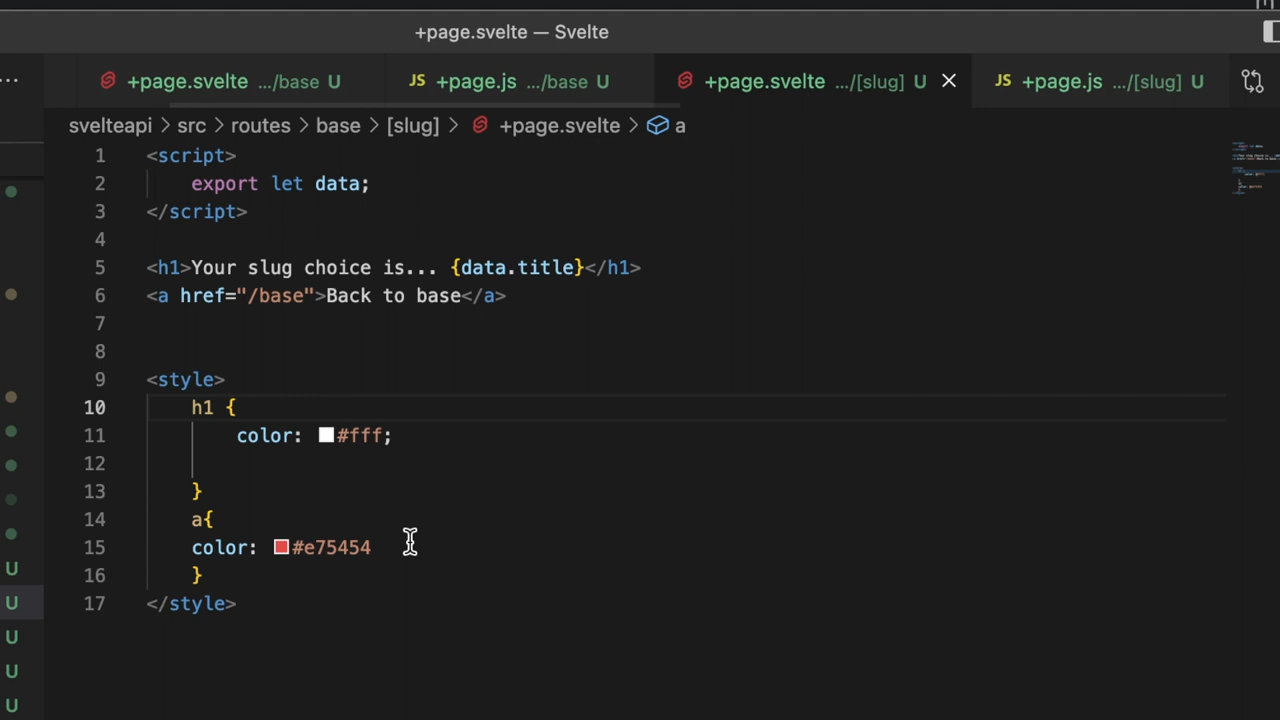 +page.svelte — Svelte
... +page.svelte .../base U JS +page.js .../base U +page.svelte .../[slug] U JS +page.js .../[slug] U
svelteapi > src > routes > base > [slug] > +page.svelte > a
1 <script>
2 export let data;
3 </script>
4
5 <h1>Your slug choice is... {data.title}</h1>
6 <a href="/base">Back to base</a>
7
8
9 <style>
10 h1 {
11 color: #fff;
12
13 }
14 a{
15 color: #e75454
16 }
17 </style>
U
U
U
U
U